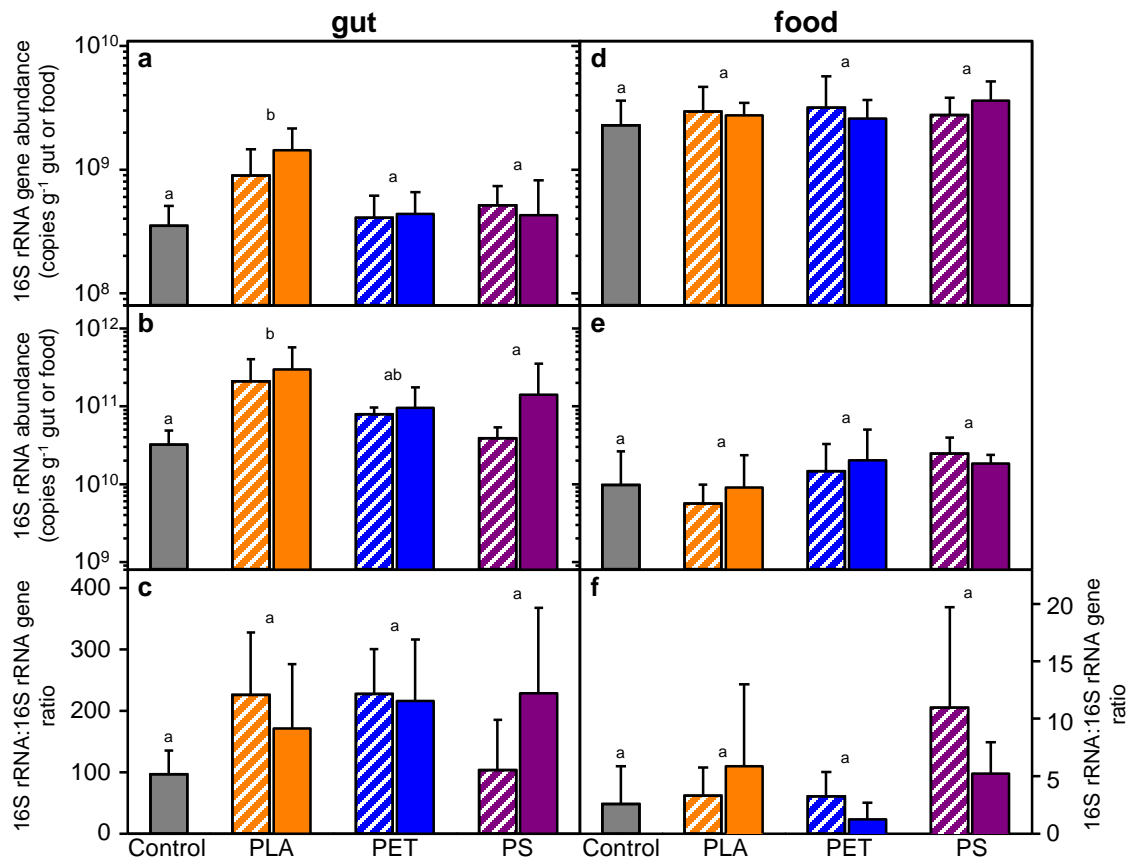 gut food
16S rRNA gene abundance
(copies g⁻¹ gut or food)
10¹⁰
10⁹
10⁸
a
a
b
a
a
d
a
a
a
a
16S rRNA abundance
(copies g⁻¹ gut or food)
10¹²
10¹¹
10¹⁰
10⁹
b
a
b
ab
a
e
a
a
a
a
16S rRNA:16S rRNA gene
ratio
400
300
200
100
0
c
a
a
a
a
f
a
a
a
a
20
15
10
5
0
16S rRNA:16S rRNA gene
ratio
Control PLA PET PS Control PLA PET PS